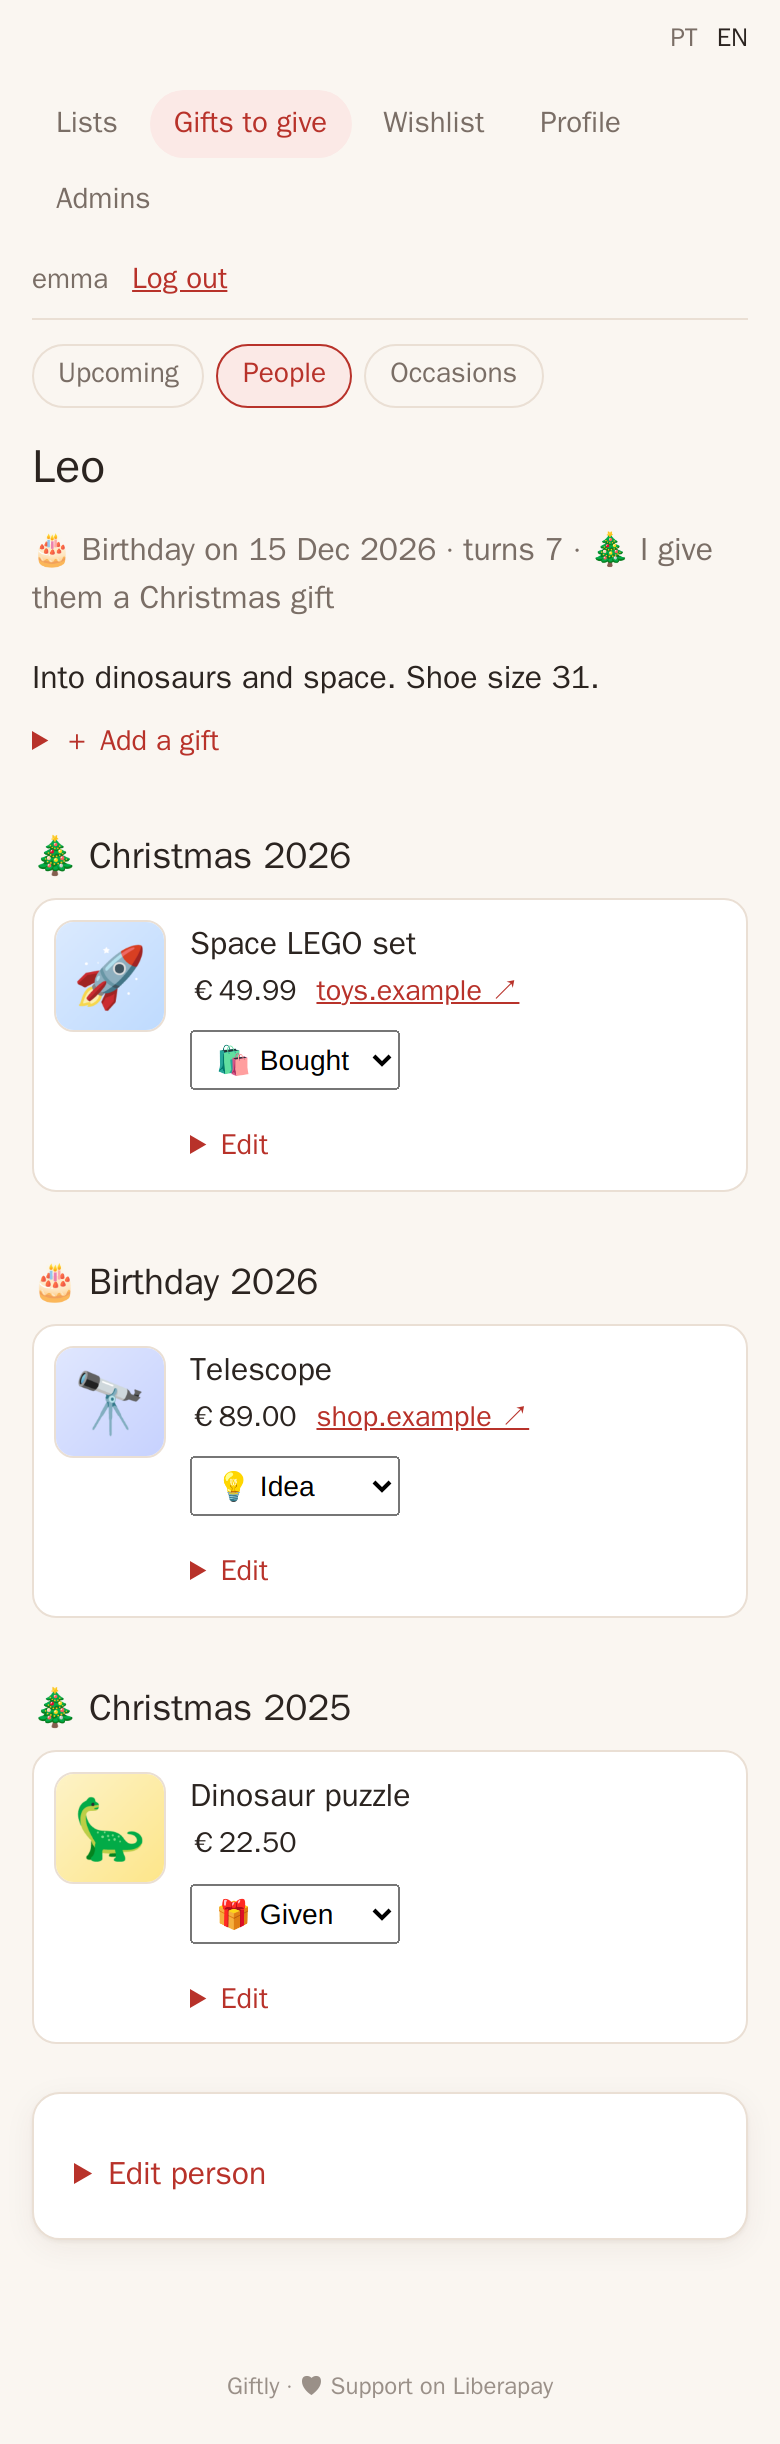 PT EN
Lists Gifts to give Wishlist Profile
Admins
emma Log out
Upcoming People Occasions
Leo
🎂 Birthday on 15 Dec 2026 · turns 7 · 🎄 I give
them a Christmas gift
Into dinosaurs and space. Shoe size 31.
▶ + Add a gift
🎄 Christmas 2026
Space LEGO set
€ 49.99 toys.example ↗
🛍️ Bought
▶ Edit
🎂 Birthday 2026
Telescope
€ 89.00 shop.example ↗
💡 Idea
▶ Edit
🎄 Christmas 2025
Dinosaur puzzle
€ 22.50
🎁 Given
▶ Edit
▶ Edit person
Giftly · ♥ Support on Liberapay